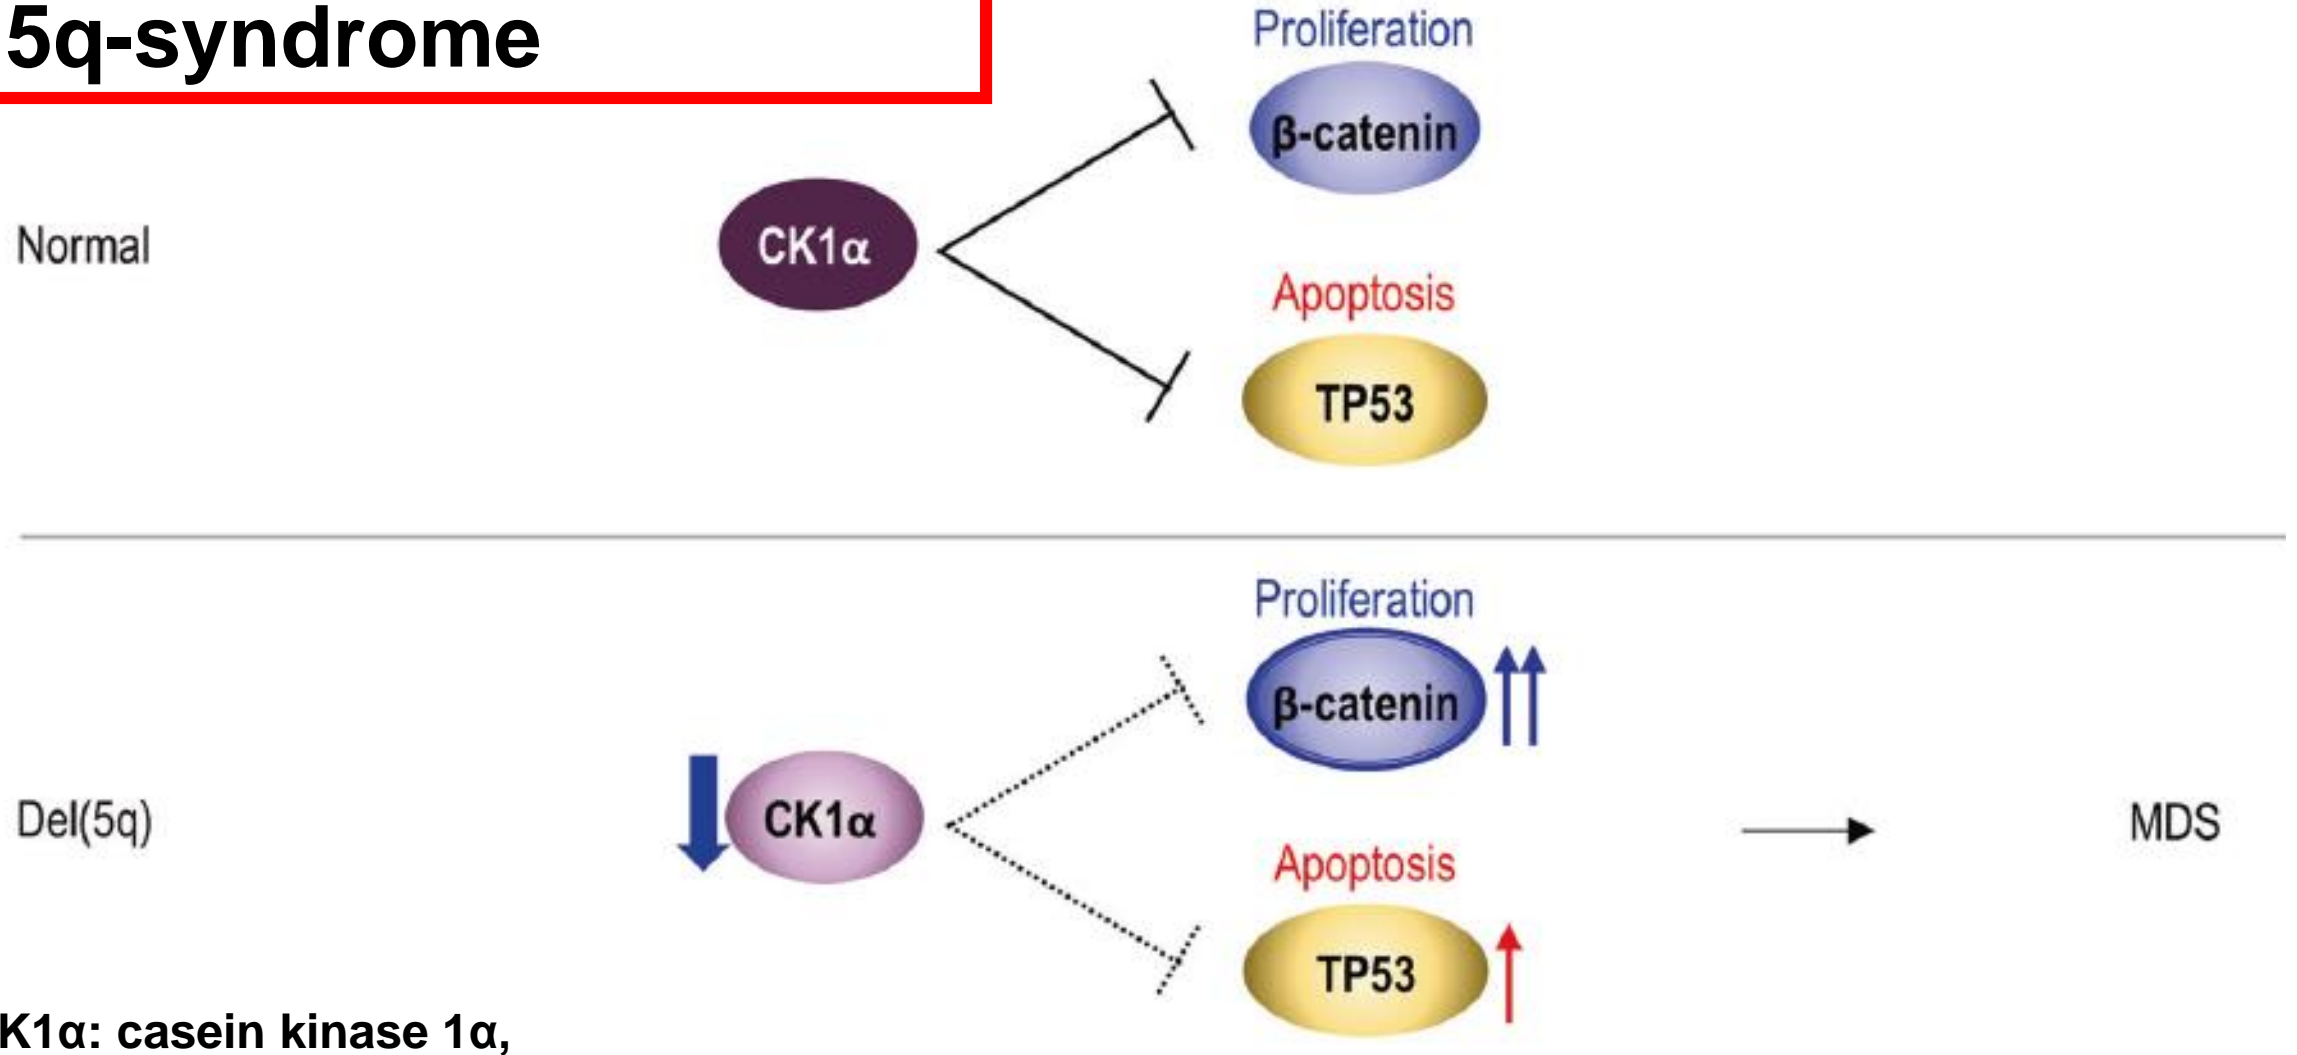 5q-syndrome
Proliferation
β-catenin
Normal
CK1α
Apoptosis
TP53
Proliferation
β-catenin
Del(5q)
CK1α
MDS
Apoptosis
TP53
K1α: casein kinase 1α,